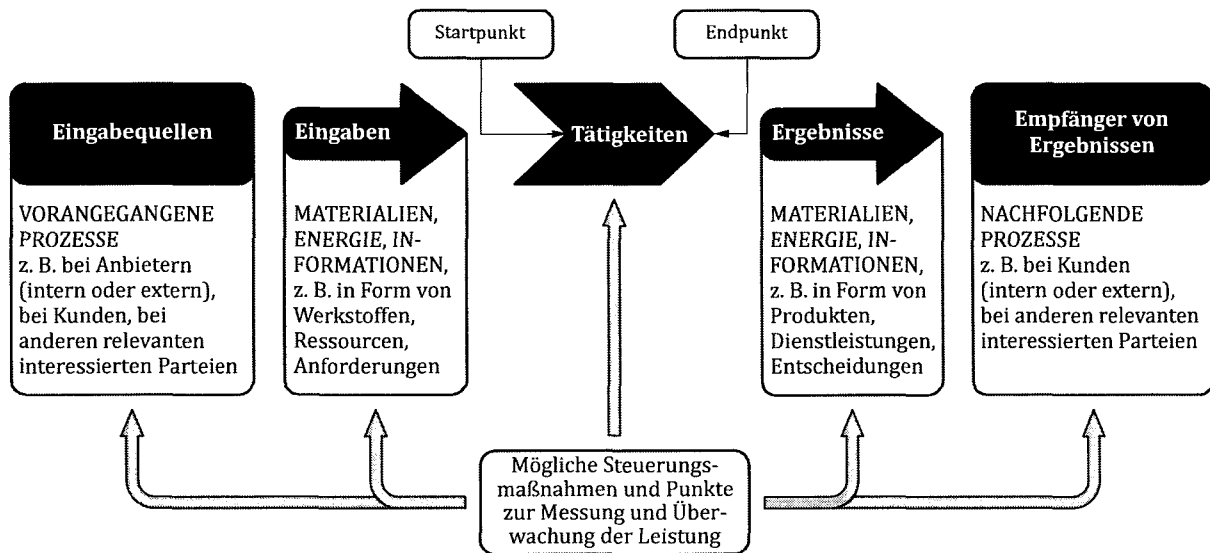 Startpunkt
Endpunkt
Eingabequellen
Eingaben
Tätigkeiten
Ergebnisse
Empfänger von
Ergebnissen
VORANGEGANGENE
PROZESSE
z. B. bei Anbietern
(intern oder extern),
bei Kunden, bei
anderen relevanten
interessierten Parteien
MATERIALIEN,
ENERGIE, IN-
FORMATIONEN,
z. B. in Form von
Werkstoffen,
Ressourcen,
Anforderungen
MATERIALIEN,
ENERGIE, IN-
FORMATIONEN,
z. B. in Form von
Produkten,
Dienstleistungen,
Entscheidungen
NACHFOLGENDE
PROZESSE
z. B. bei Kunden
(intern oder extern),
bei anderen relevanten
interessierten Parteien
Mögliche Steuerungs-
maßnahmen und Punkte
zur Messung und Über-
wachung der Leistung